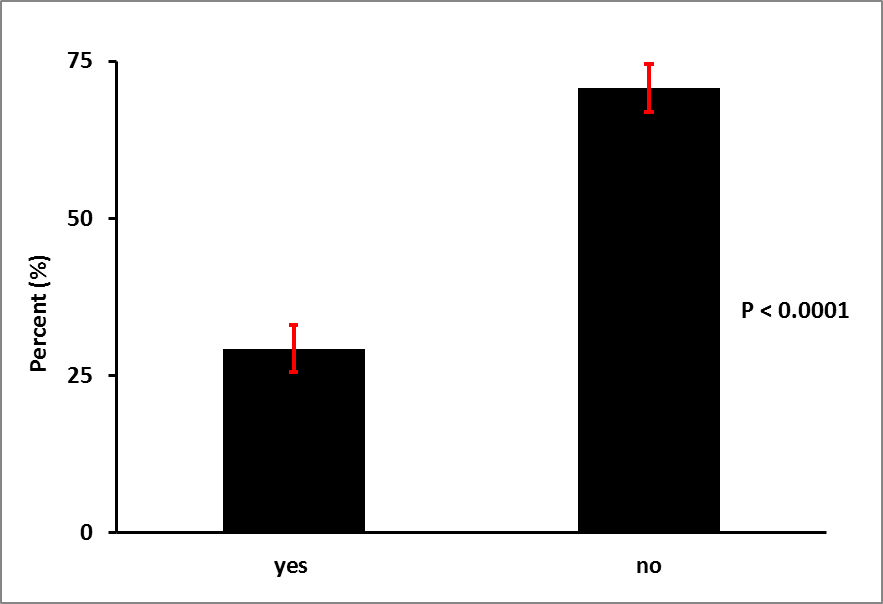 75
50
25
0
Percent (%)
P < 0.0001
yes
no